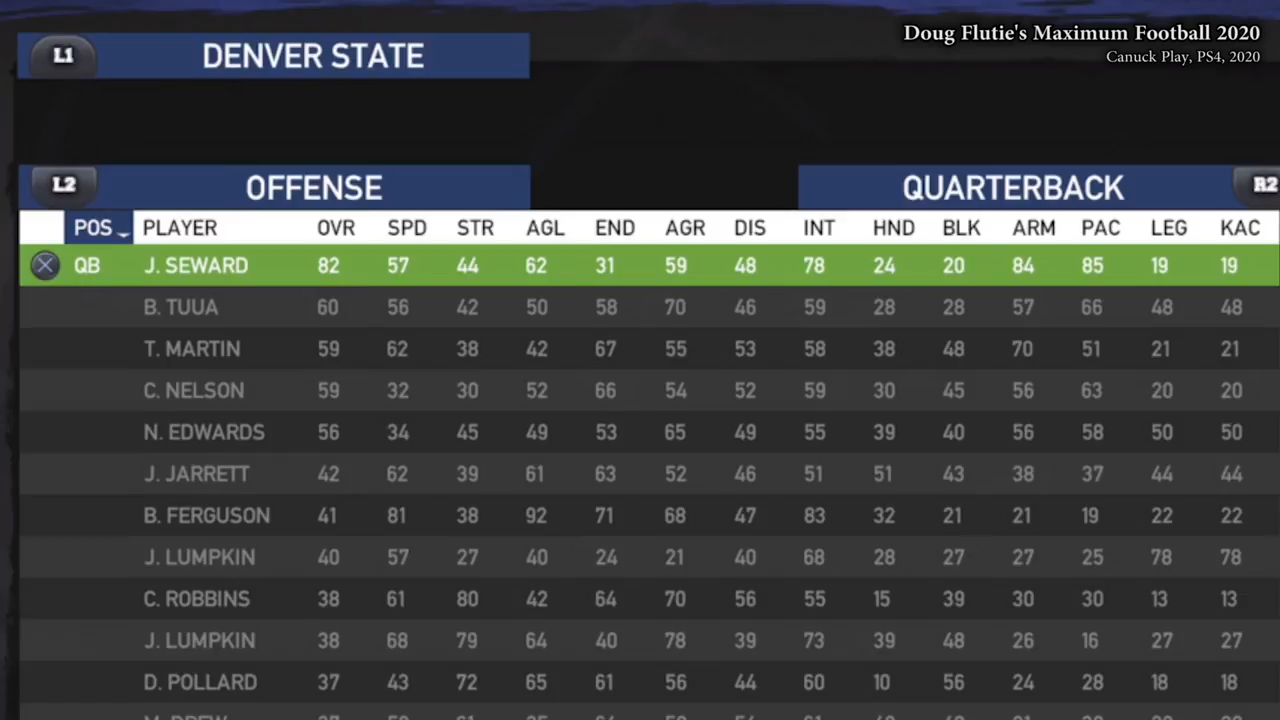 Doug Flutie's Maximum Football 2020
Canuck Play, PS4, 2020
L1 DENVER STATE
L2 OFFENSE QUARTERBACK R2
POS PLAYER OVR SPD STR AGL END AGR DIS INT HND BLK ARM PAC LEG KAC
QB J. SEWARD 82 57 44 62 31 59 48 78 24 20 84 85 19 19
B. TUUA 60 56 42 50 58 70 46 59 28 28 57 66 48 48
T. MARTIN 59 62 38 42 67 55 53 58 38 48 70 51 21 21
C. NELSON 59 32 30 52 66 54 52 59 30 45 56 63 20 20
N. EDWARDS 56 34 45 49 53 65 49 55 39 40 56 58 50 50
J. JARRETT 42 62 39 61 63 52 46 51 51 43 38 37 44 44
B. FERGUSON 41 81 38 92 71 68 47 83 32 21 21 19 22 22
J. LUMPKIN 40 57 27 40 24 21 40 68 28 27 27 25 78 78
C. ROBBINS 38 61 80 42 64 70 56 55 15 39 30 30 13 13
J. LUMPKIN 38 68 79 64 40 78 39 73 39 48 26 16 27 27
D. POLLARD 37 43 72 65 61 56 44 60 10 56 24 28 18 18